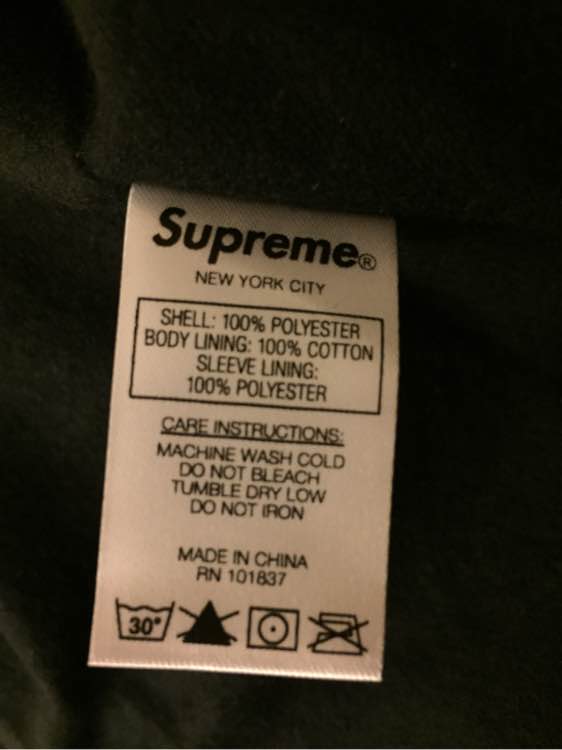 Supreme®
NEW YORK CITY
SHELL: 100% POLYESTER
BODY LINING: 100% COTTON
SLEEVE LINING:
100% POLYESTER
CARE INSTRUCTIONS:
MACHINE WASH COLD
DO NOT BLEACH
TUMBLE DRY LOW
DO NOT IRON
MADE IN CHINA
RN 101837
30°